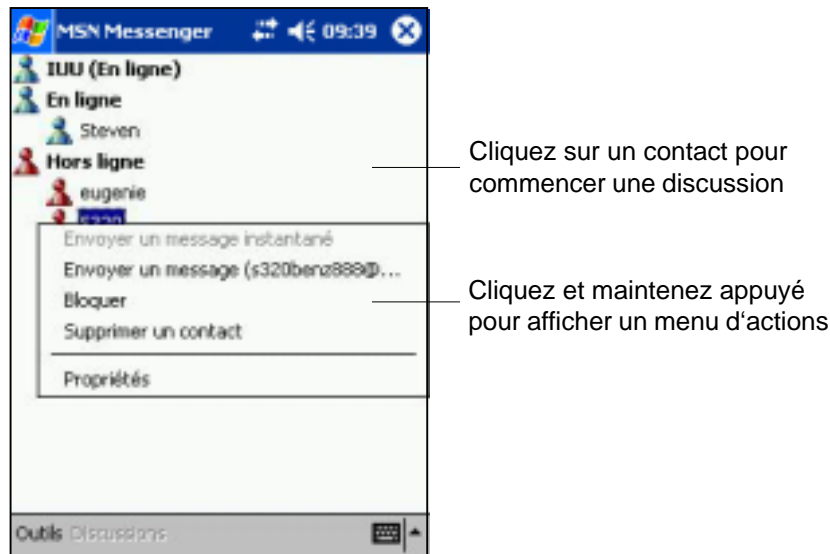 MSN Messenger 09:39
IUU (En ligne)
En ligne
Steven
Hors ligne
eugenie
s320
Envoyer un message instantané
Envoyer un message (s320benz888@...
Bloquer
Supprimer un contact
Propriétés
Outils Discussions
Cliquez sur un contact pour
commencer une discussion
Cliquez et maintenez appuyé
pour afficher un menu d‘actions